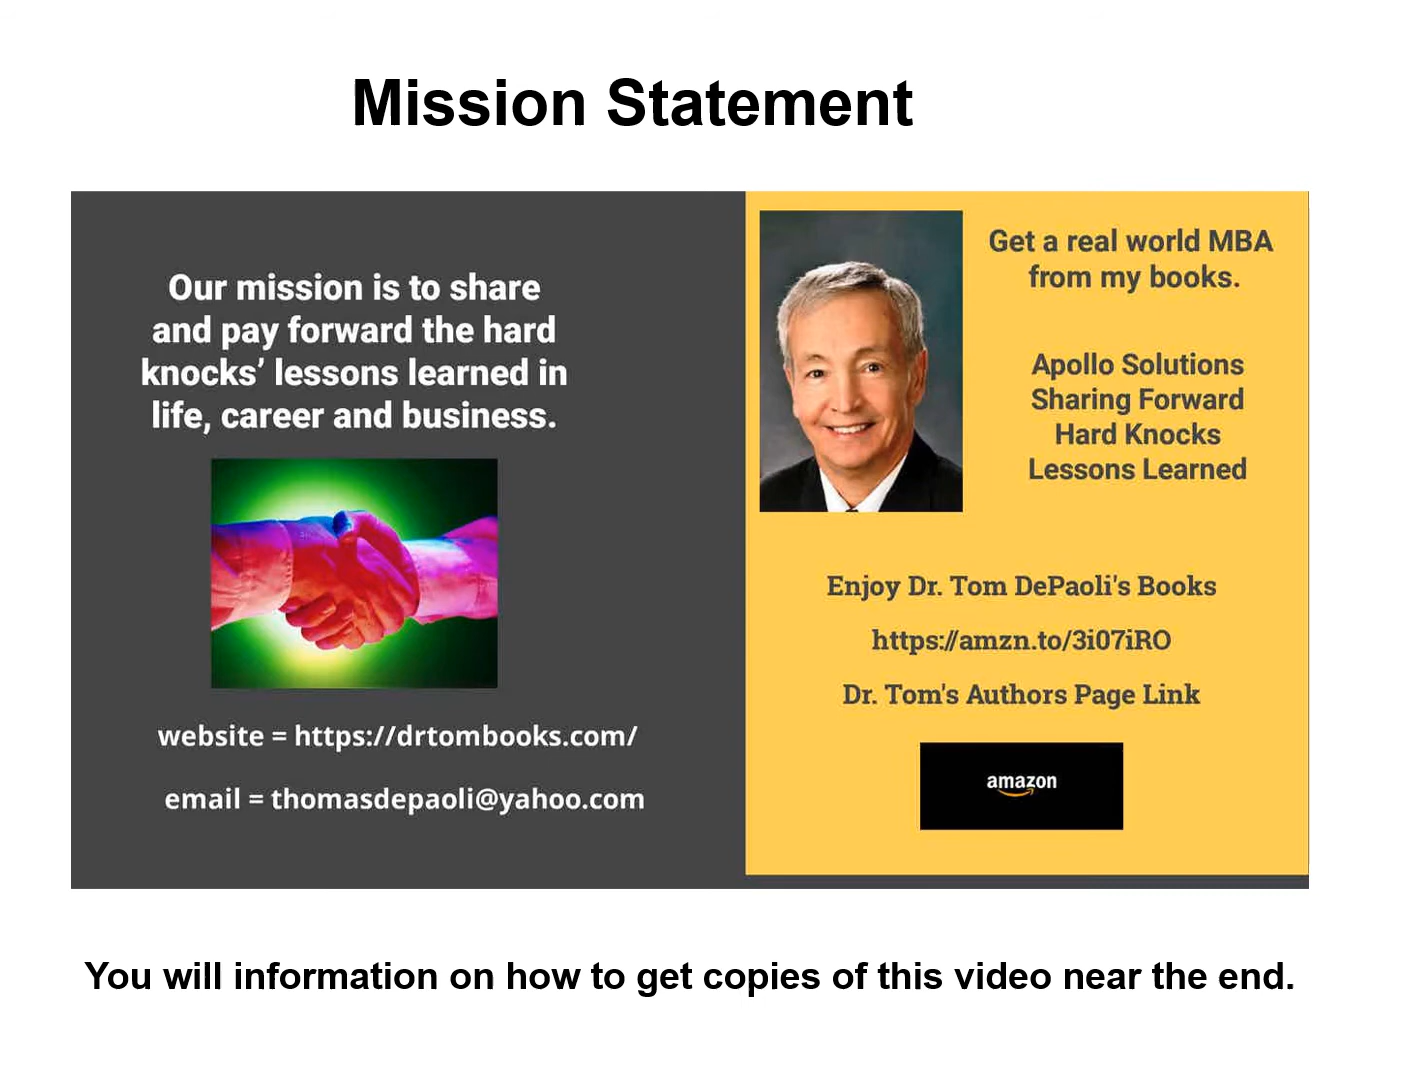 Mission Statement
Our mission is to share
and pay forward the hard
knocks’ lessons learned in
life, career and business.
website = https://drtombooks.com/
email = thomasdepaoli@yahoo.com
Get a real world MBA
from my books.
Apollo Solutions
Sharing Forward
Hard Knocks
Lessons Learned
Enjoy Dr. Tom DePaoli's Books
https://amzn.to/3i07iRO
Dr. Tom's Authors Page Link
amazon
You will information on how to get copies of this video near the end.